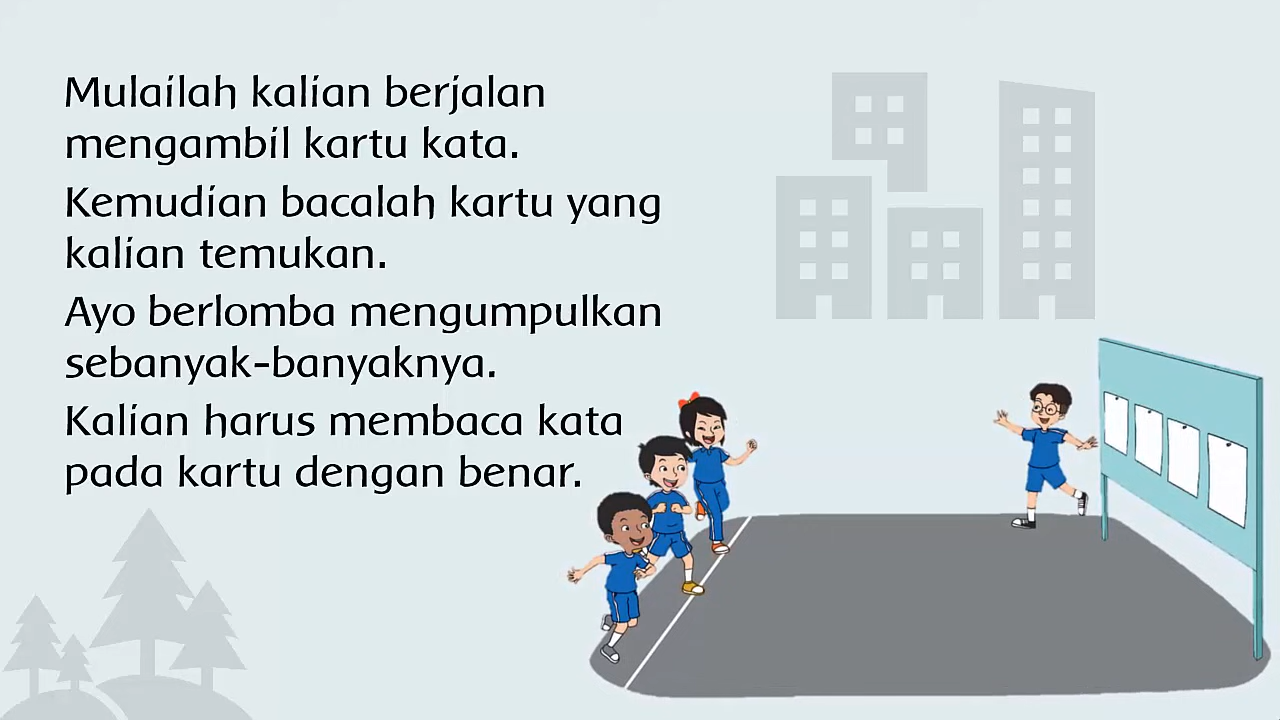 Mulailah kalian berjalan
mengambil kartu kata.
Kemudian bacalah kartu yang
kalian temukan.
Ayo berlomba mengumpulkan
sebanyak-banyaknya.
Kalian harus membaca kata
pada kartu dengan benar.